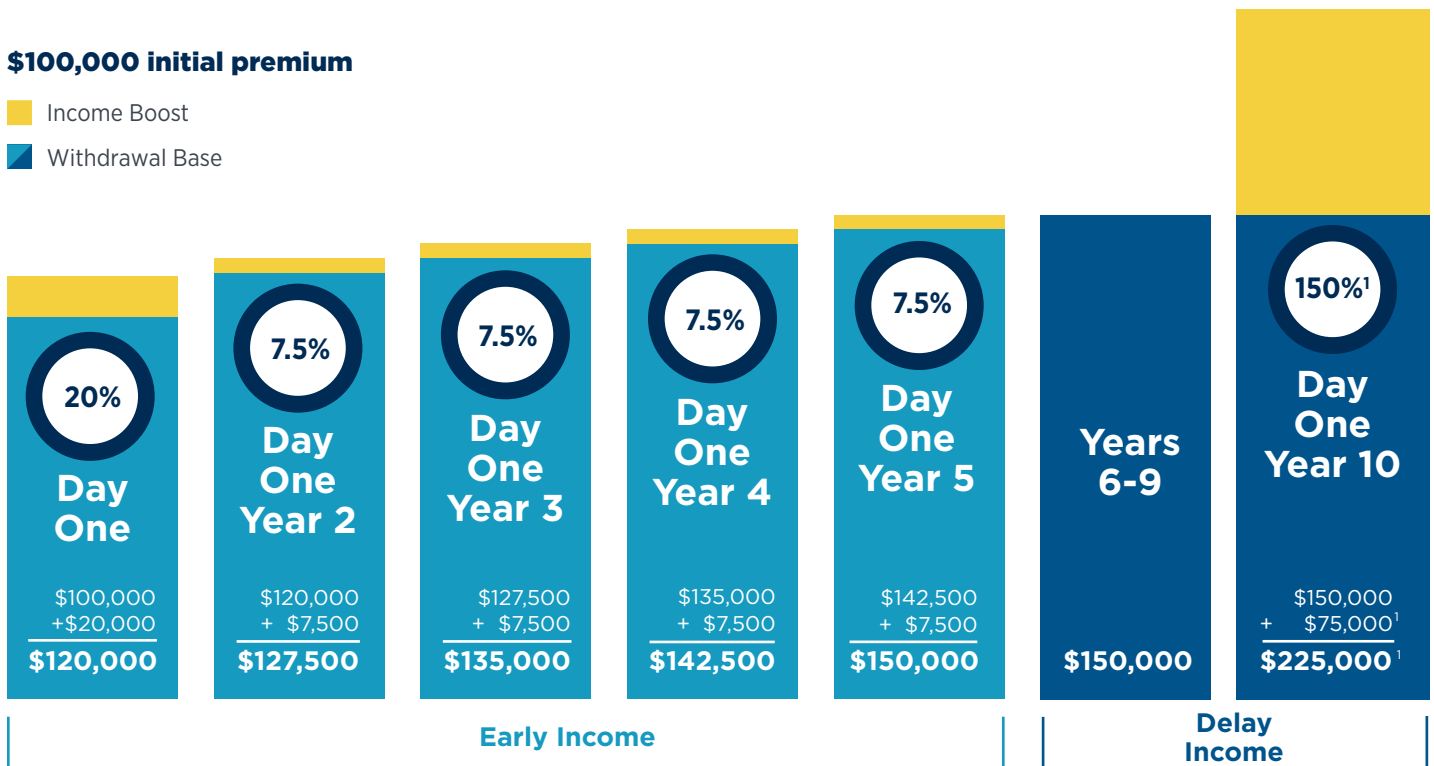 $100,000 initial premium
Income Boost
Withdrawal Base
20%
Day
One
$100,000
+$20,000
$120,000
7.5%
Day
One
Year 2
$120,000
+ $7,500
$127,500
7.5%
Day
One
Year 3
$127,500
+ $7,500
$135,000
7.5%
Day
One
Year 4
$135,000
+ $7,500
$142,500
7.5%
Day
One
Year 5
$142,500
+ $7,500
$150,000
Years
6-9
$150,000
150%¹
Day
One
Year 10
$150,000
+ $75,000¹
$225,000¹
Early Income
Delay
Income